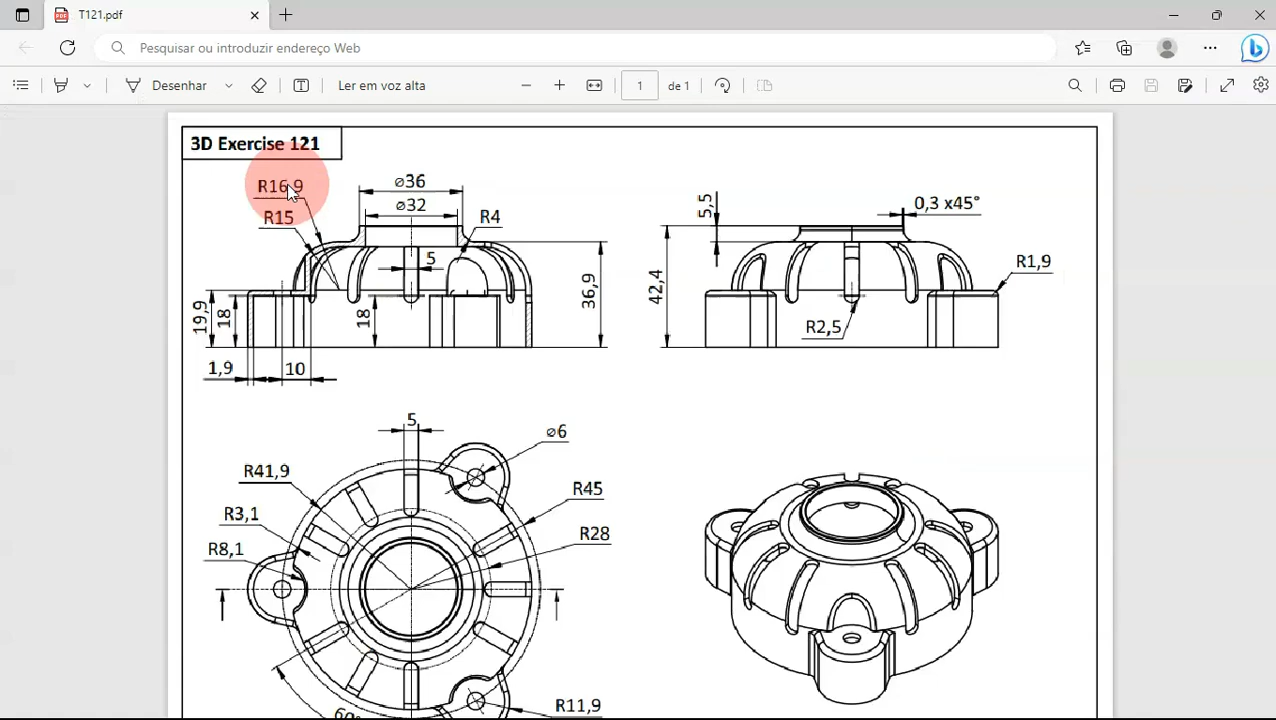 T121.pdf
Pesquisar ou introduzir endereço Web
Desenhar
Ler em voz alta
1
de 1
3D Exercise 121
R16,9
R15
⌀36
⌀32
R4
5
19,9
18
18
36,9
1,9
10
5,5
0,3 x45°
42,4
R1,9
R2,5
5
⌀6
R41,9
R45
R3,1
R28
R8,1
R11,9
60°